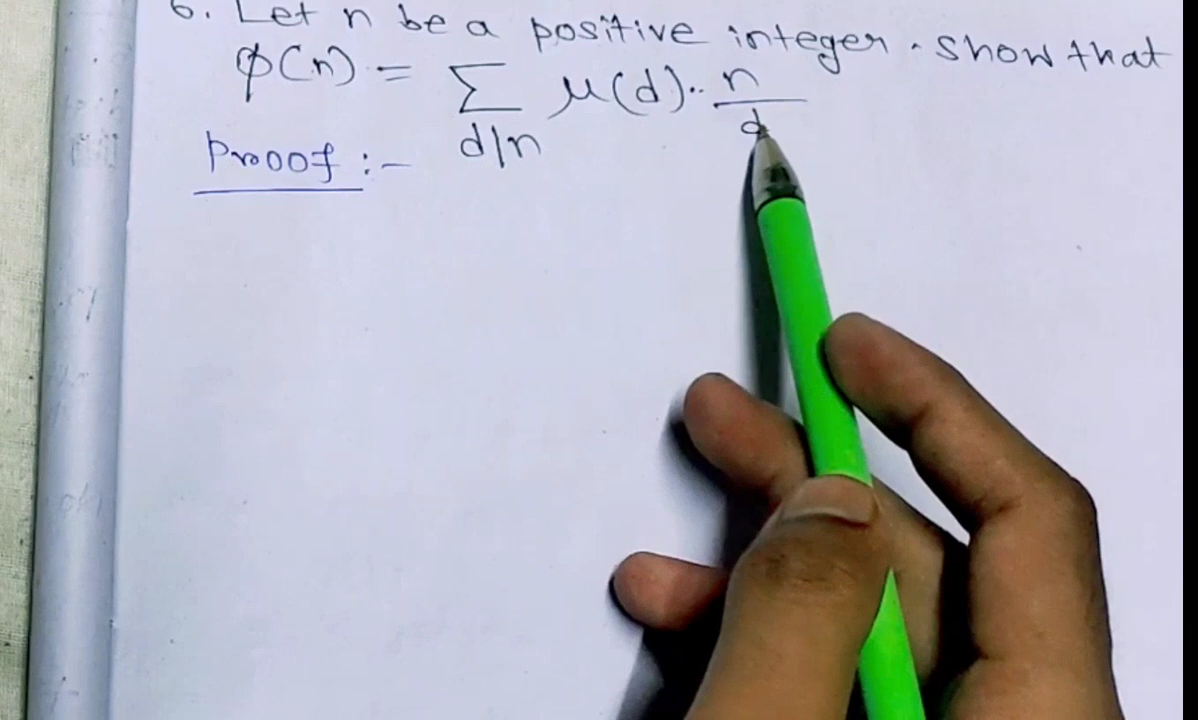 6. Let n be a positive integer. show that
φ(n) = Σ μ(d). n/d
d|n
Proof :-